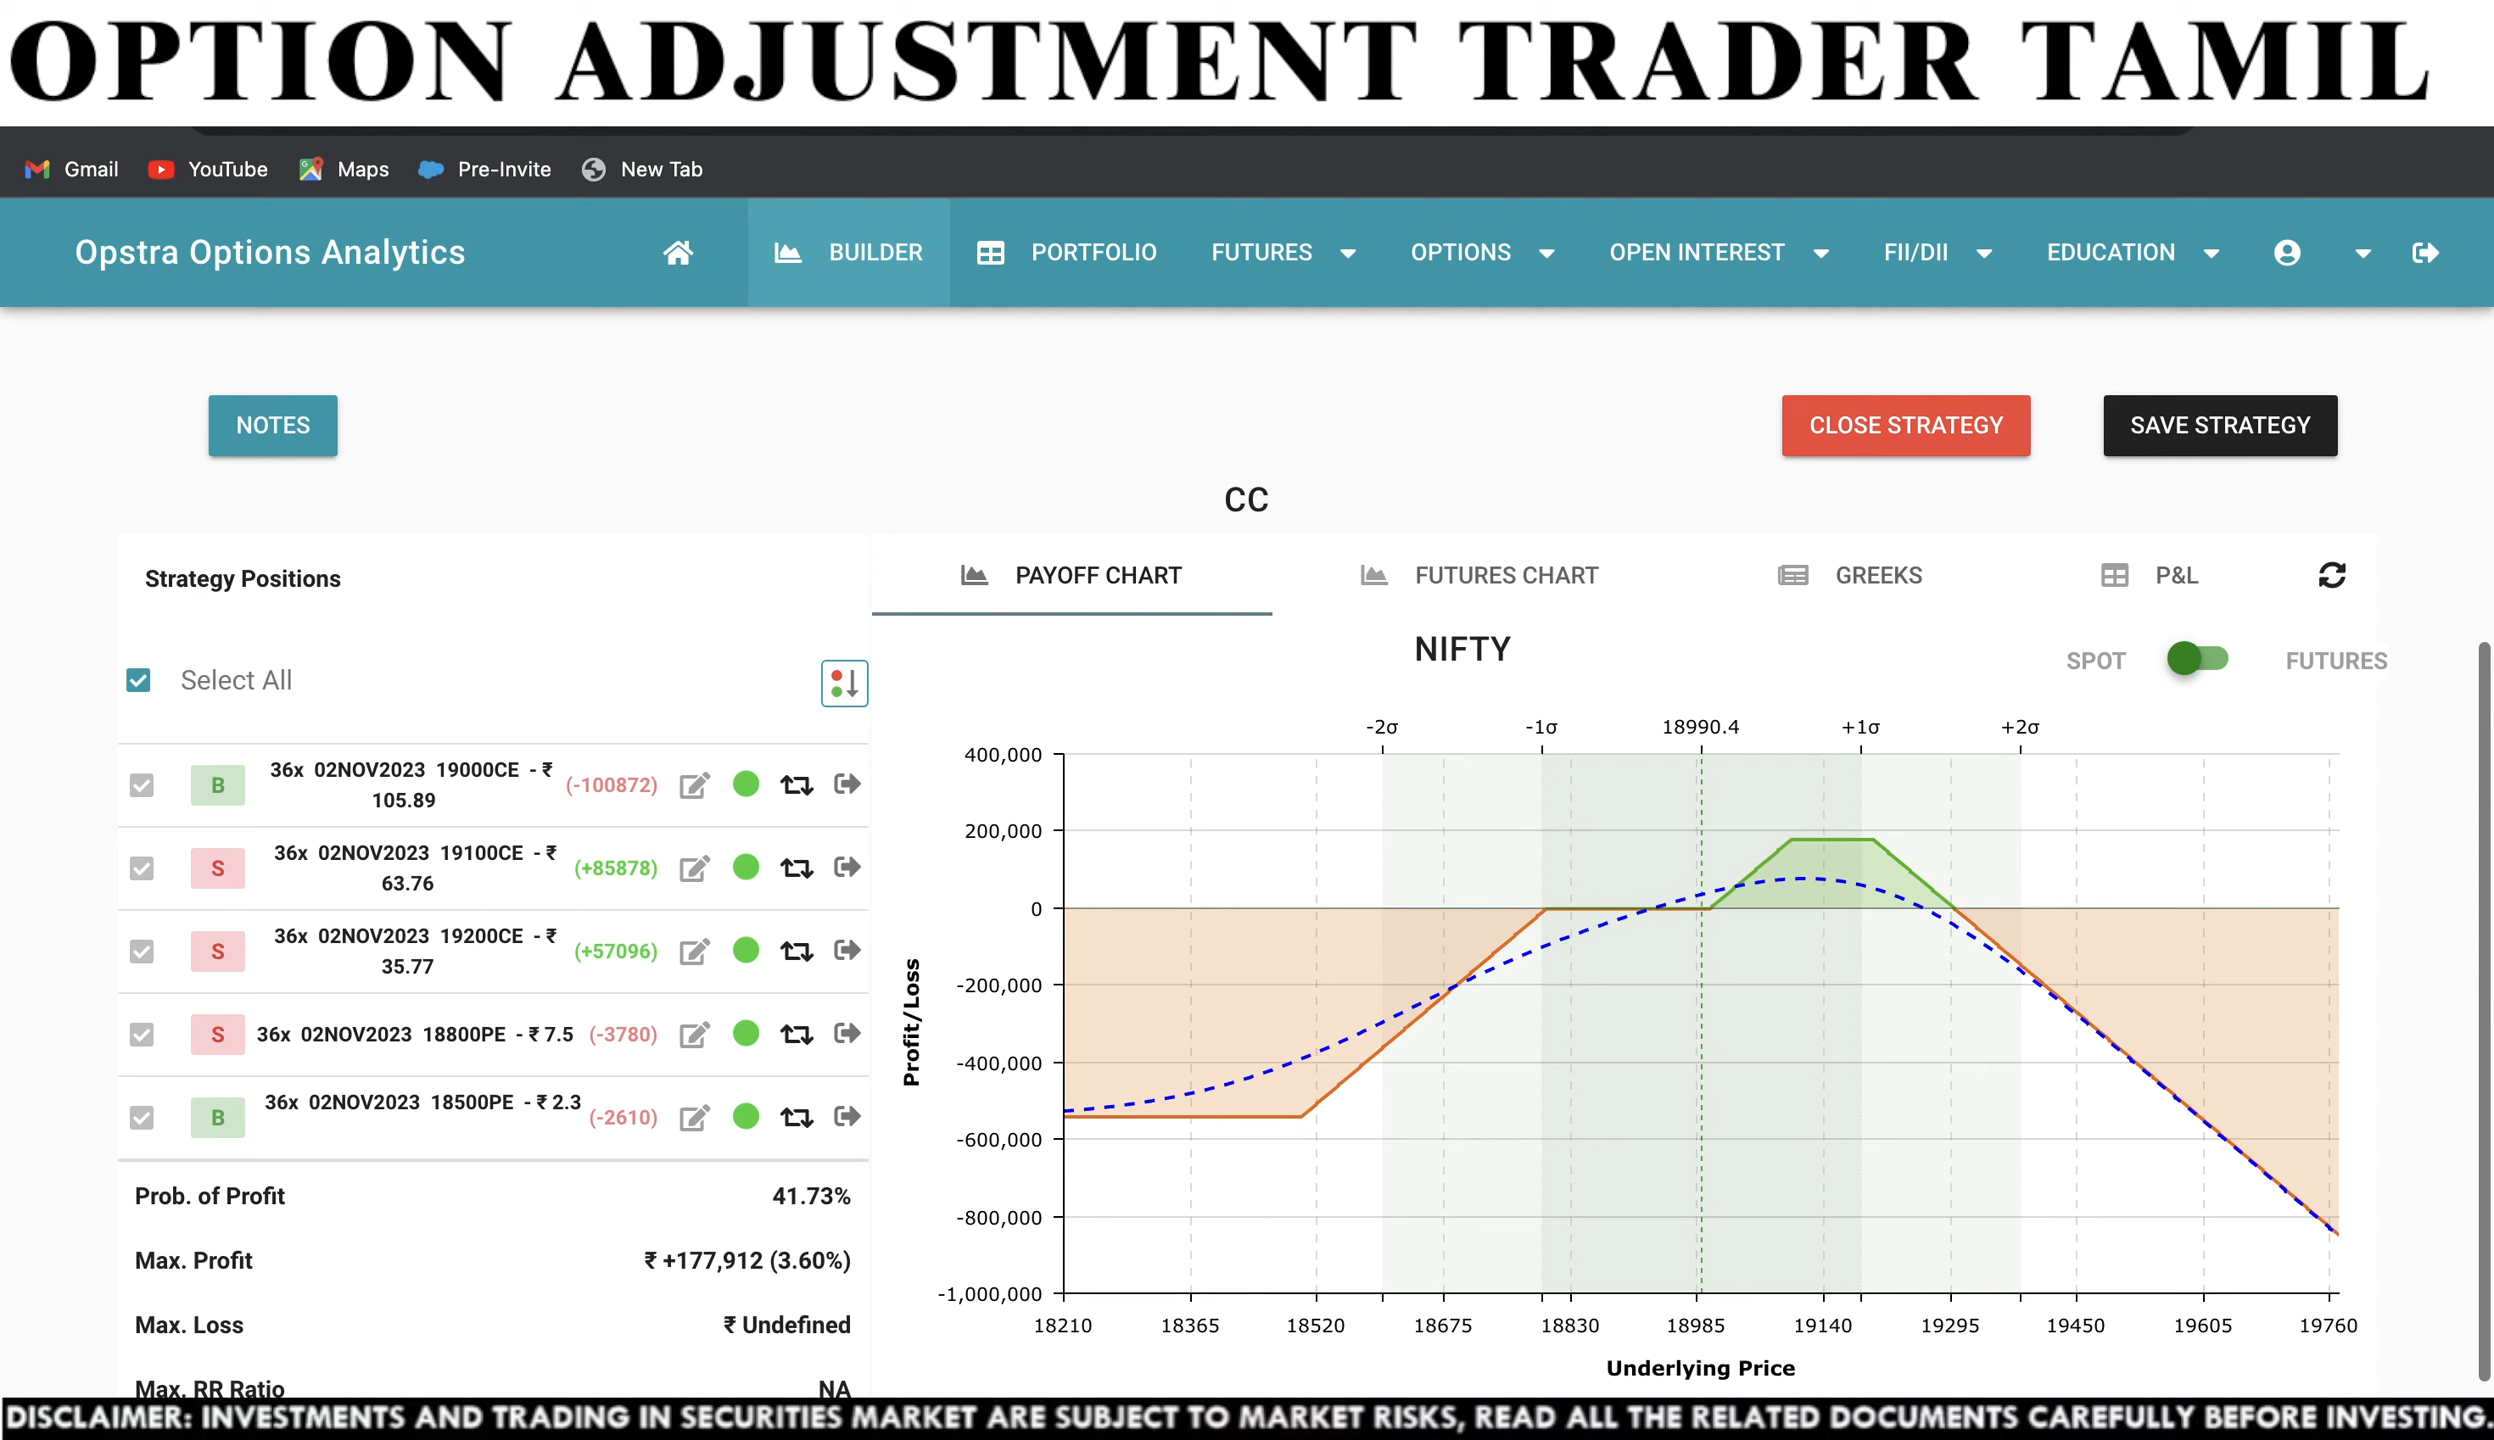 OPTION ADJUSTMENT TRADER TAMIL
Gmail YouTube Maps Pre-Invite New Tab
Opstra Options Analytics BUILDER PORTFOLIO FUTURES OPTIONS OPEN INTEREST FII/DII EDUCATION
NOTES CLOSE STRATEGY SAVE STRATEGY
CC
Strategy Positions
Select All
B 36x 02NOV2023 19000CE - ₹ 
105.89 (-100872)
S 36x 02NOV2023 19100CE - ₹
63.76 (+85878)
S 36x 02NOV2023 19200CE - ₹
35.77 (+57096)
S 36x 02NOV2023 18800PE - ₹ 7.5 (-3780)
B 36x 02NOV2023 18500PE - ₹ 2.3 (-2610)
Prob. of Profit 41.73%
Max. Profit ₹ +177,912 (3.60%)
Max. Loss ₹ Undefined
Max. RR Ratio NA
PAYOFF CHART FUTURES CHART GREEKS P&L
NIFTY
SPOT FUTURES
-2σ -1σ 18990.4 +1σ +2σ
400,000
200,000
0
-200,000
-400,000
-600,000
-800,000
-1,000,000
Profit/Loss
18210 18365 18520 18675 18830 18985 19140 19295 19450 19605 19760
Underlying Price
DISCLAIMER: INVESTMENTS AND TRADING IN SECURITIES MARKET ARE SUBJECT TO MARKET RISKS, READ ALL THE RELATED DOCUMENTS CAREFULLY BEFORE INVESTING.